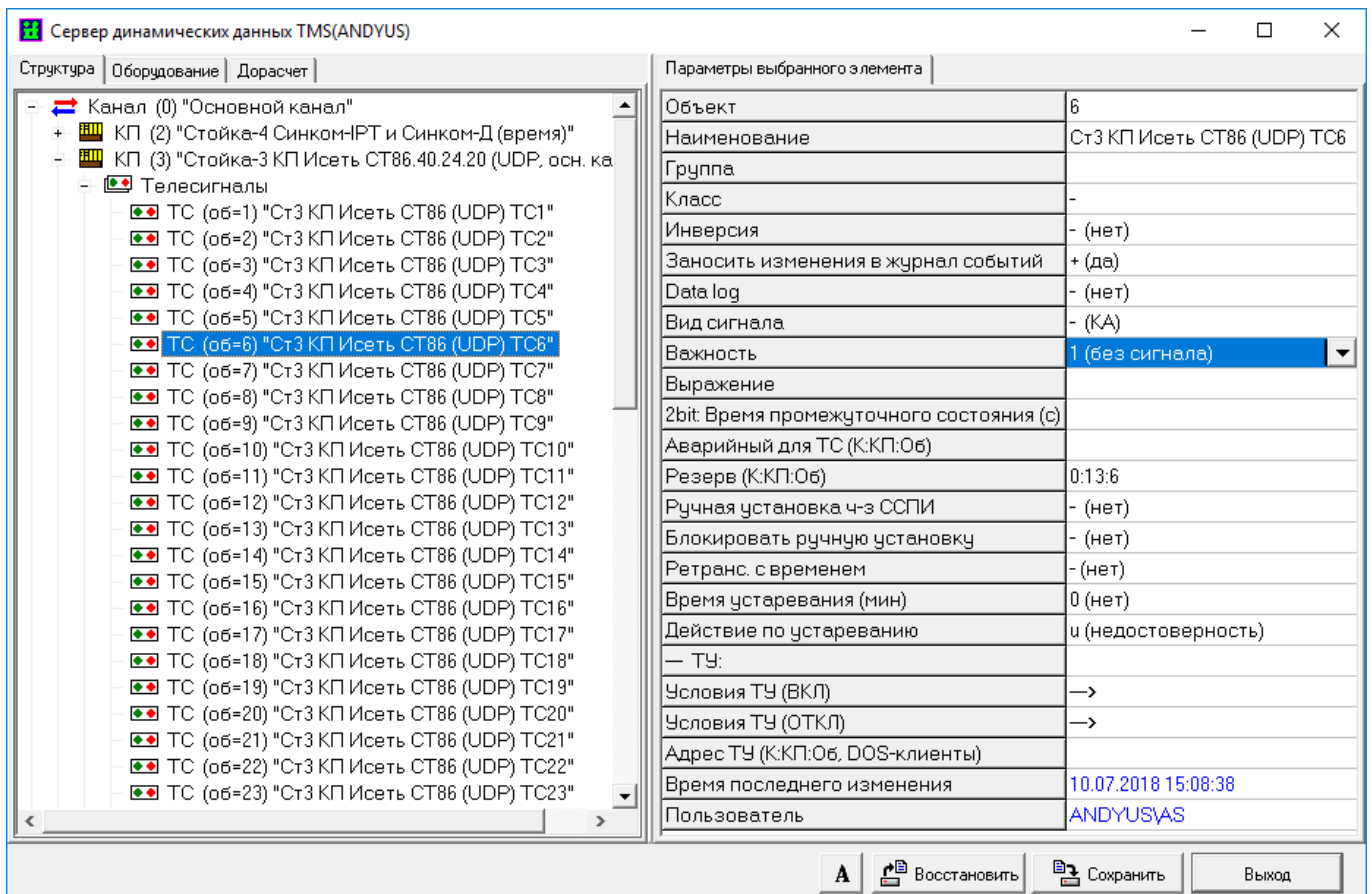 Сервер динамических данных TMS(ANDYUS)
Структура Оборудование Дорасчет
Канал (0) "Основной канал"
КП (2) "Стойка-4 Синком-IPT и Синком-Д (время)"
КП (3) "Стойка-3 КП Исеть СТ86.40.24.20 (UDP, осн. ка
Телесигналы
ТС (об=1) "Ст3 КП Исеть СТ86 (UDP) ТС1"
ТС (об=2) "Ст3 КП Исеть СТ86 (UDP) ТС2"
ТС (об=3) "Ст3 КП Исеть СТ86 (UDP) ТС3"
ТС (об=4) "Ст3 КП Исеть СТ86 (UDP) ТС4"
ТС (об=5) "Ст3 КП Исеть СТ86 (UDP) ТС5"
ТС (об=6) "Ст3 КП Исеть СТ86 (UDP) ТС6"
ТС (об=7) "Ст3 КП Исеть СТ86 (UDP) ТС7"
ТС (об=8) "Ст3 КП Исеть СТ86 (UDP) ТС8"
ТС (об=9) "Ст3 КП Исеть СТ86 (UDP) ТС9"
ТС (об=10) "Ст3 КП Исеть СТ86 (UDP) ТС10"
ТС (об=11) "Ст3 КП Исеть СТ86 (UDP) ТС11"
ТС (об=12) "Ст3 КП Исеть СТ86 (UDP) ТС12"
ТС (об=13) "Ст3 КП Исеть СТ86 (UDP) ТС13"
ТС (об=14) "Ст3 КП Исеть СТ86 (UDP) ТС14"
ТС (об=15) "Ст3 КП Исеть СТ86 (UDP) ТС15"
ТС (об=16) "Ст3 КП Исеть СТ86 (UDP) ТС16"
ТС (об=17) "Ст3 КП Исеть СТ86 (UDP) ТС17"
ТС (об=18) "Ст3 КП Исеть СТ86 (UDP) ТС18"
ТС (об=19) "Ст3 КП Исеть СТ86 (UDP) ТС19"
ТС (об=20) "Ст3 КП Исеть СТ86 (UDP) ТС20"
ТС (об=21) "Ст3 КП Исеть СТ86 (UDP) ТС21"
ТС (об=22) "Ст3 КП Исеть СТ86 (UDP) ТС22"
ТС (об=23) "Ст3 КП Исеть СТ86 (UDP) ТС23"
Параметры выбранного элемента
Объект 6
Наименование Ст3 КП Исеть СТ86 (UDP) ТС6
Группа
Класс -
Инверсия - (нет)
Заносить изменения в журнал событий + (да)
Data log - (нет)
Вид сигнала - (КА)
Важность 1 (без сигнала)
Выражение
2bit: Время промежуточного состояния (с)
Аварийный для ТС (К:КП:Об)
Резерв (К:КП:Об) 0:13:6
Ручная установка ч-з ССПИ - (нет)
Блокировать ручную установку - (нет)
Ретранс. с временем - (нет)
Время устаревания (мин) 0 (нет)
Действие по устареванию u (недостоверность)
— ТУ:
Условия ТУ (ВКЛ) —>
Условия ТУ (ОТКЛ) —>
Адрес ТУ (К:КП:Об, DOS-клиенты)
Время последнего изменения 10.07.2018 15:08:38
Пользователь ANDYUS\AS
A Восстановить Сохранить Выход